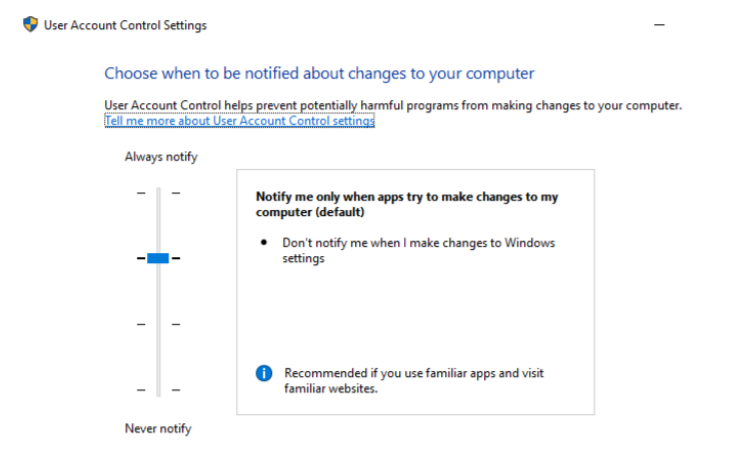 User Account Control Settings
Choose when to be notified about changes to your computer
User Account Control helps prevent potentially harmful programs from making changes to your computer.
Tell me more about User Account Control settings
Always notify
Notify me only when apps try to make changes to my
computer (default)
• Don't notify me when I make changes to Windows
settings
Recommended if you use familiar apps and visit
familiar websites.
Never notify